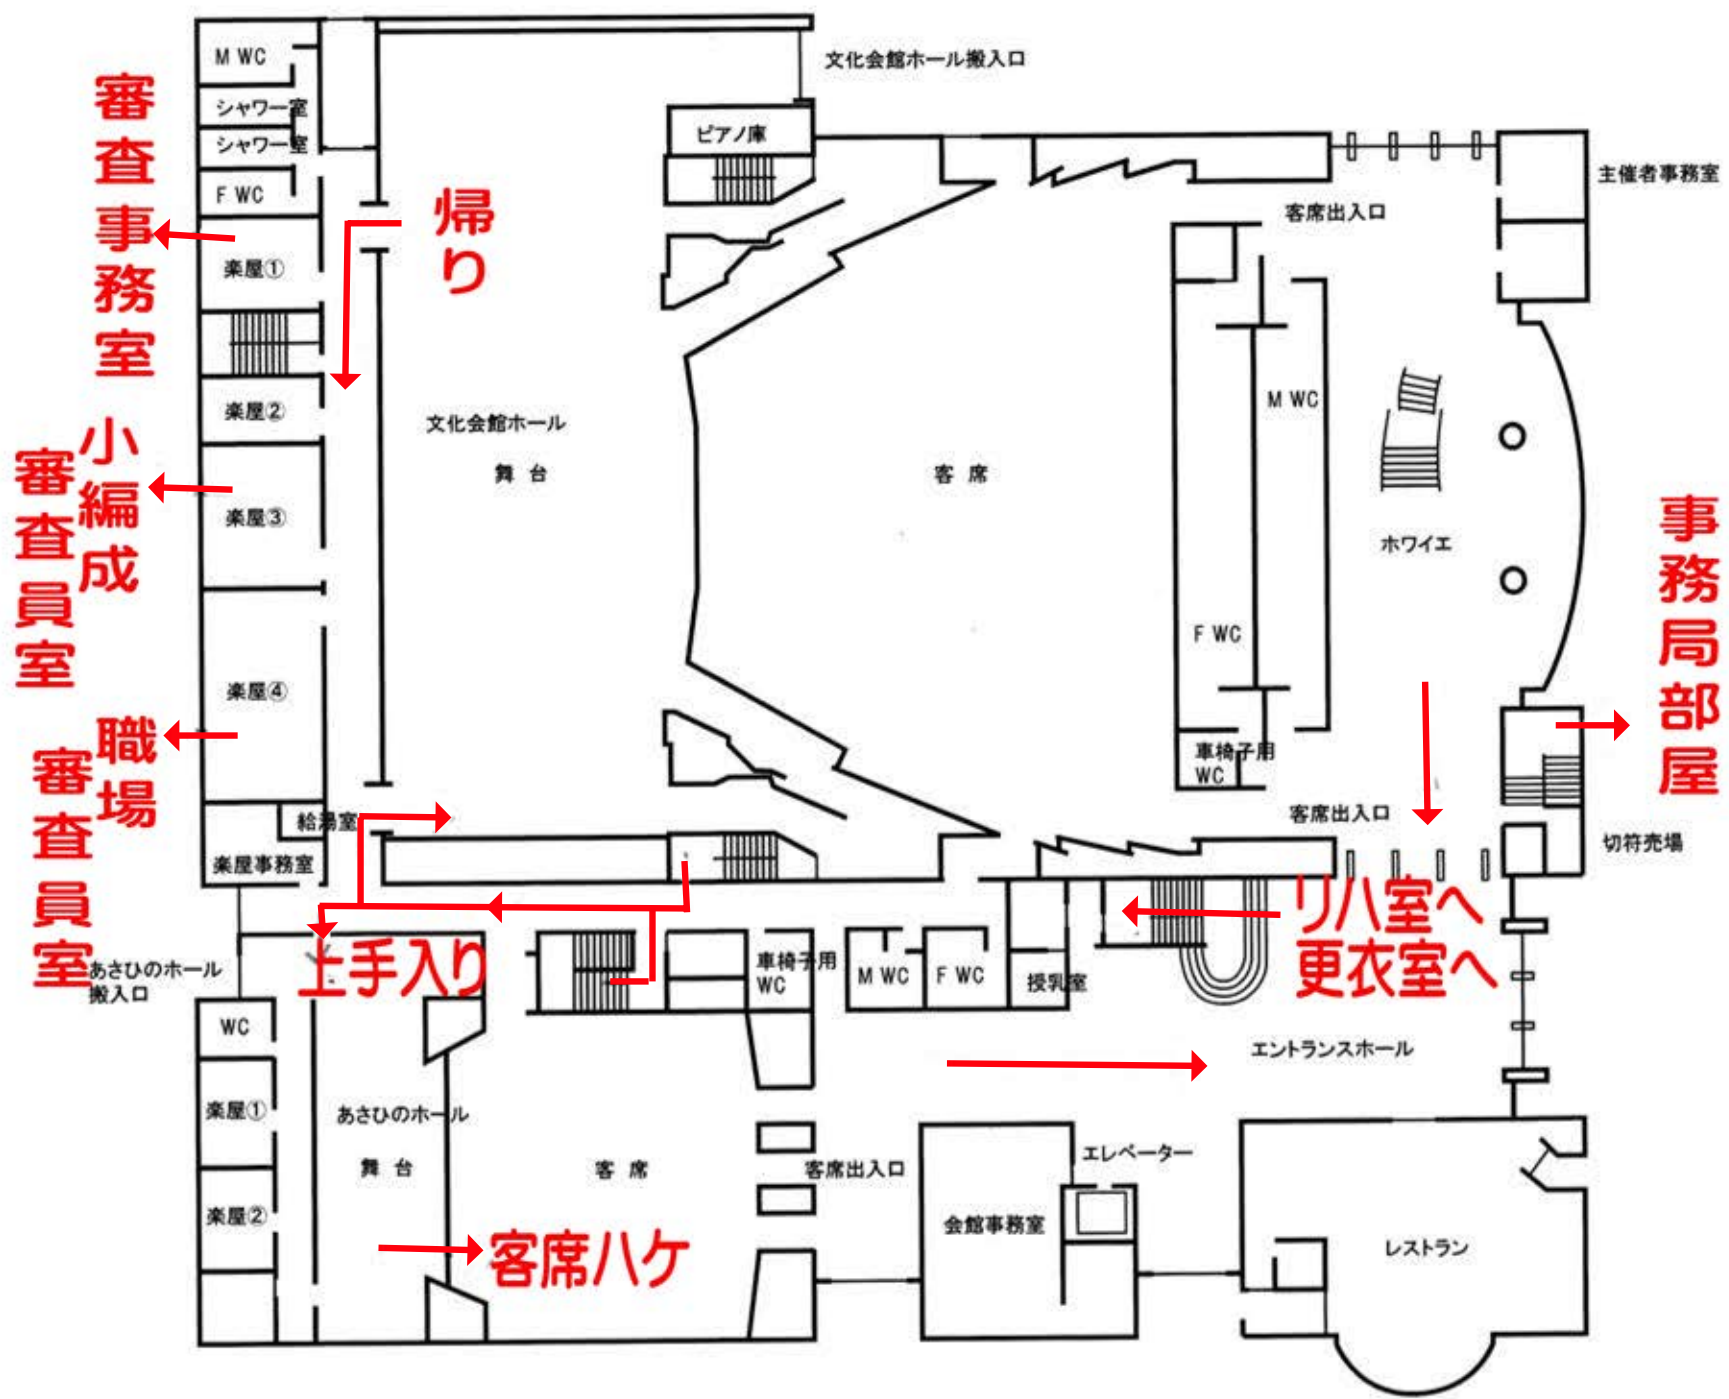 M WC
シャワー室
シャワー室
F WC
楽屋①
楽屋②
楽屋③
楽屋④
給湯室
楽屋事務室
審査事務室
小編成
審査員室
職場
審査員室
帰り
文化会館ホール搬入口
ピアノ庫
文化会館ホール
舞台
客席
客席出入口
主催者事務室
M WC
F WC
ホワイエ
車椅子用
WC
客席出入口
事務局部屋
切符売場
リハ室へ
更衣室へ
上手入り
あさひのホール
搬入口
車椅子用
WC
M WC
F WC
授乳室
WC
楽屋①
楽屋②
あさひのホール
舞台
客席
客席ハケ
客席出入口
エントランスホール
エレベーター
会館事務室
レストラン